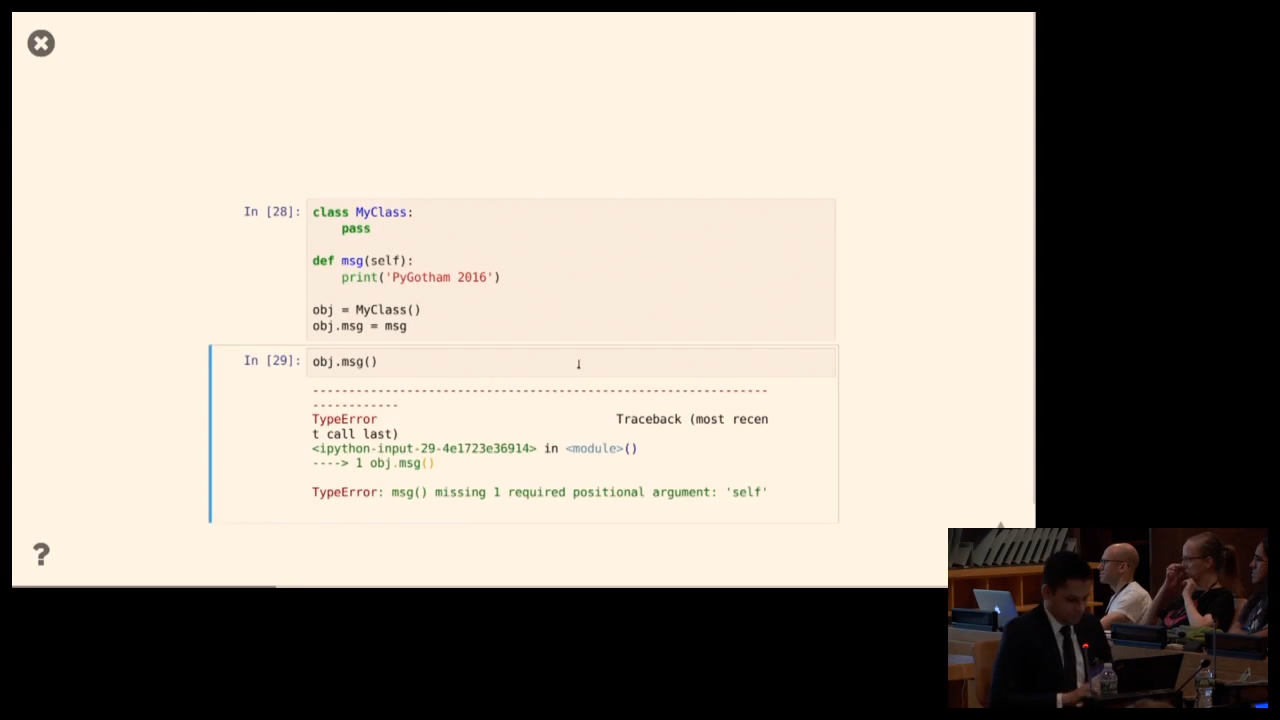 In [28]:
class MyClass:
    pass
def msg(self):
    print('PyGotham 2016')
obj = MyClass()
obj.msg = msg
In [29]:
obj.msg()
---------------------------------------------------------------
------------
TypeError                                 Traceback (most recen
t call last)
<ipython-input-29-4e1723e36914> in <module>()
----> 1 obj.msg()
TypeError: msg() missing 1 required positional argument: 'self'
?